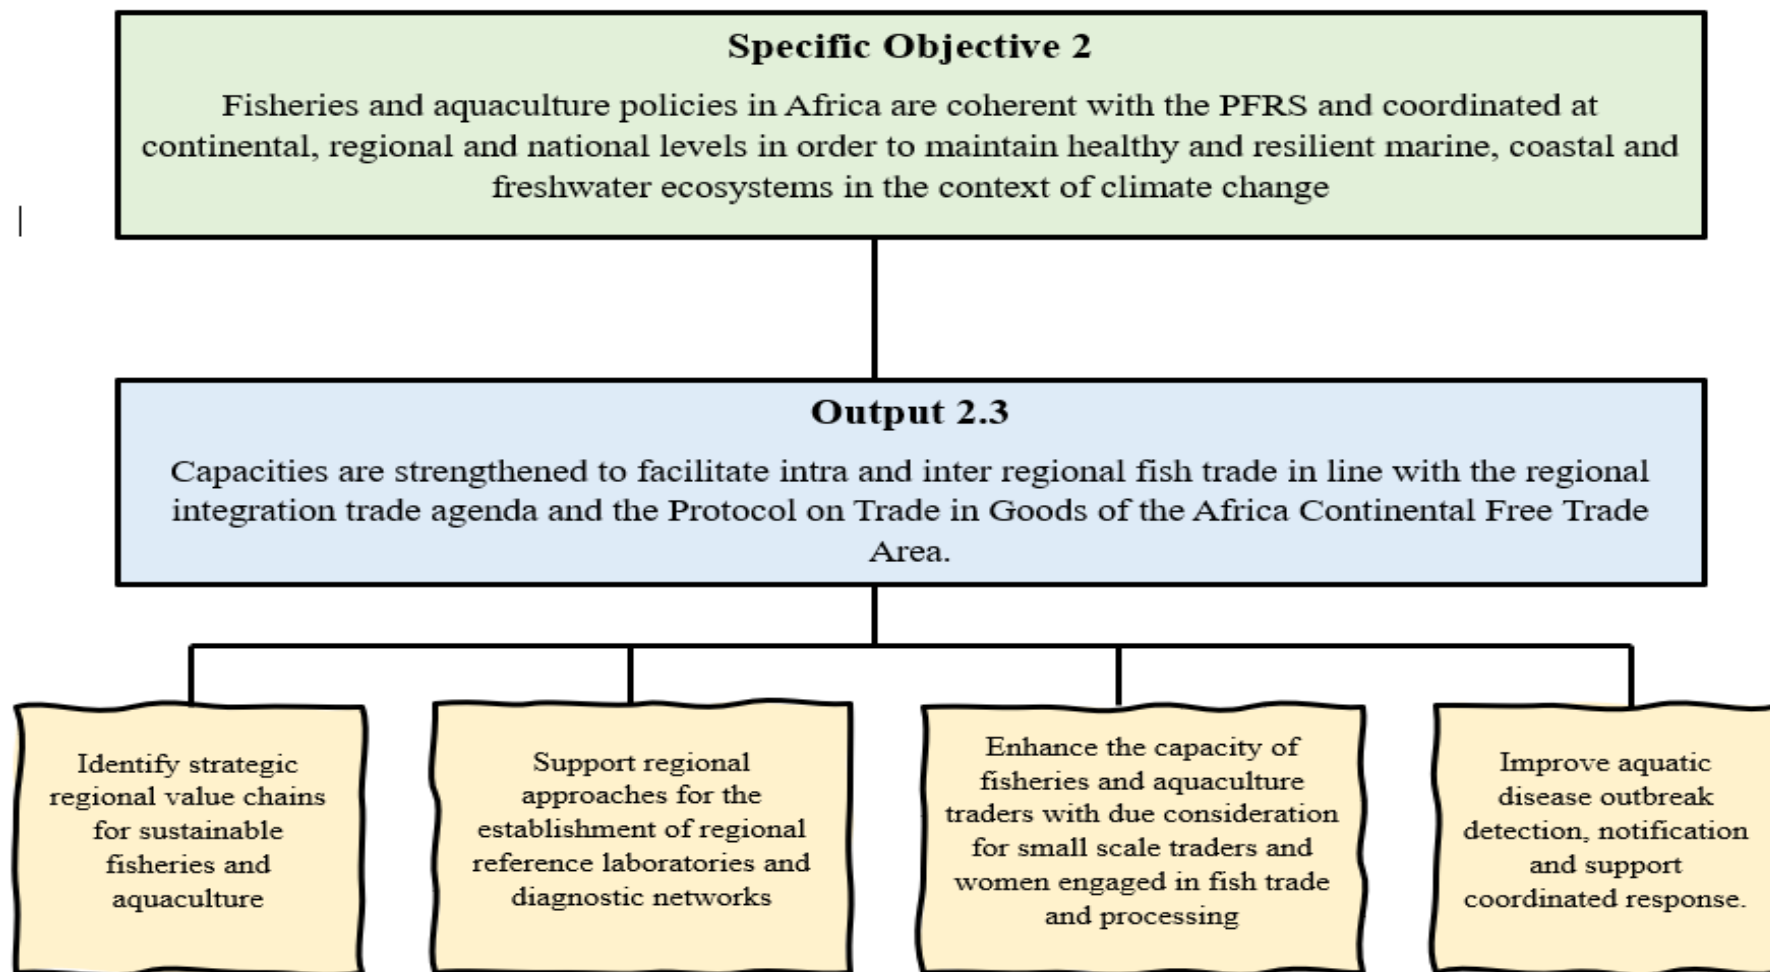 Specific Objective 2
Fisheries and aquaculture policies in Africa are coherent with the PFRS and coordinated at
continental, regional and national levels in order to maintain healthy and resilient marine, coastal and
freshwater ecosystems in the context of climate change
Output 2.3
Capacities are strengthened to facilitate intra and inter regional fish trade in line with the regional
integration trade agenda and the Protocol on Trade in Goods of the Africa Continental Free Trade
Area.
Identify strategic
regional value chains
for sustainable
fisheries and
aquaculture
Support regional
approaches for the
establishment of regional
reference laboratories and
diagnostic networks
Enhance the capacity of
fisheries and aquaculture
traders with due consideration
for small scale traders and
women engaged in fish trade
and processing
Improve aquatic
disease outbreak
detection, notification
and support
coordinated response.